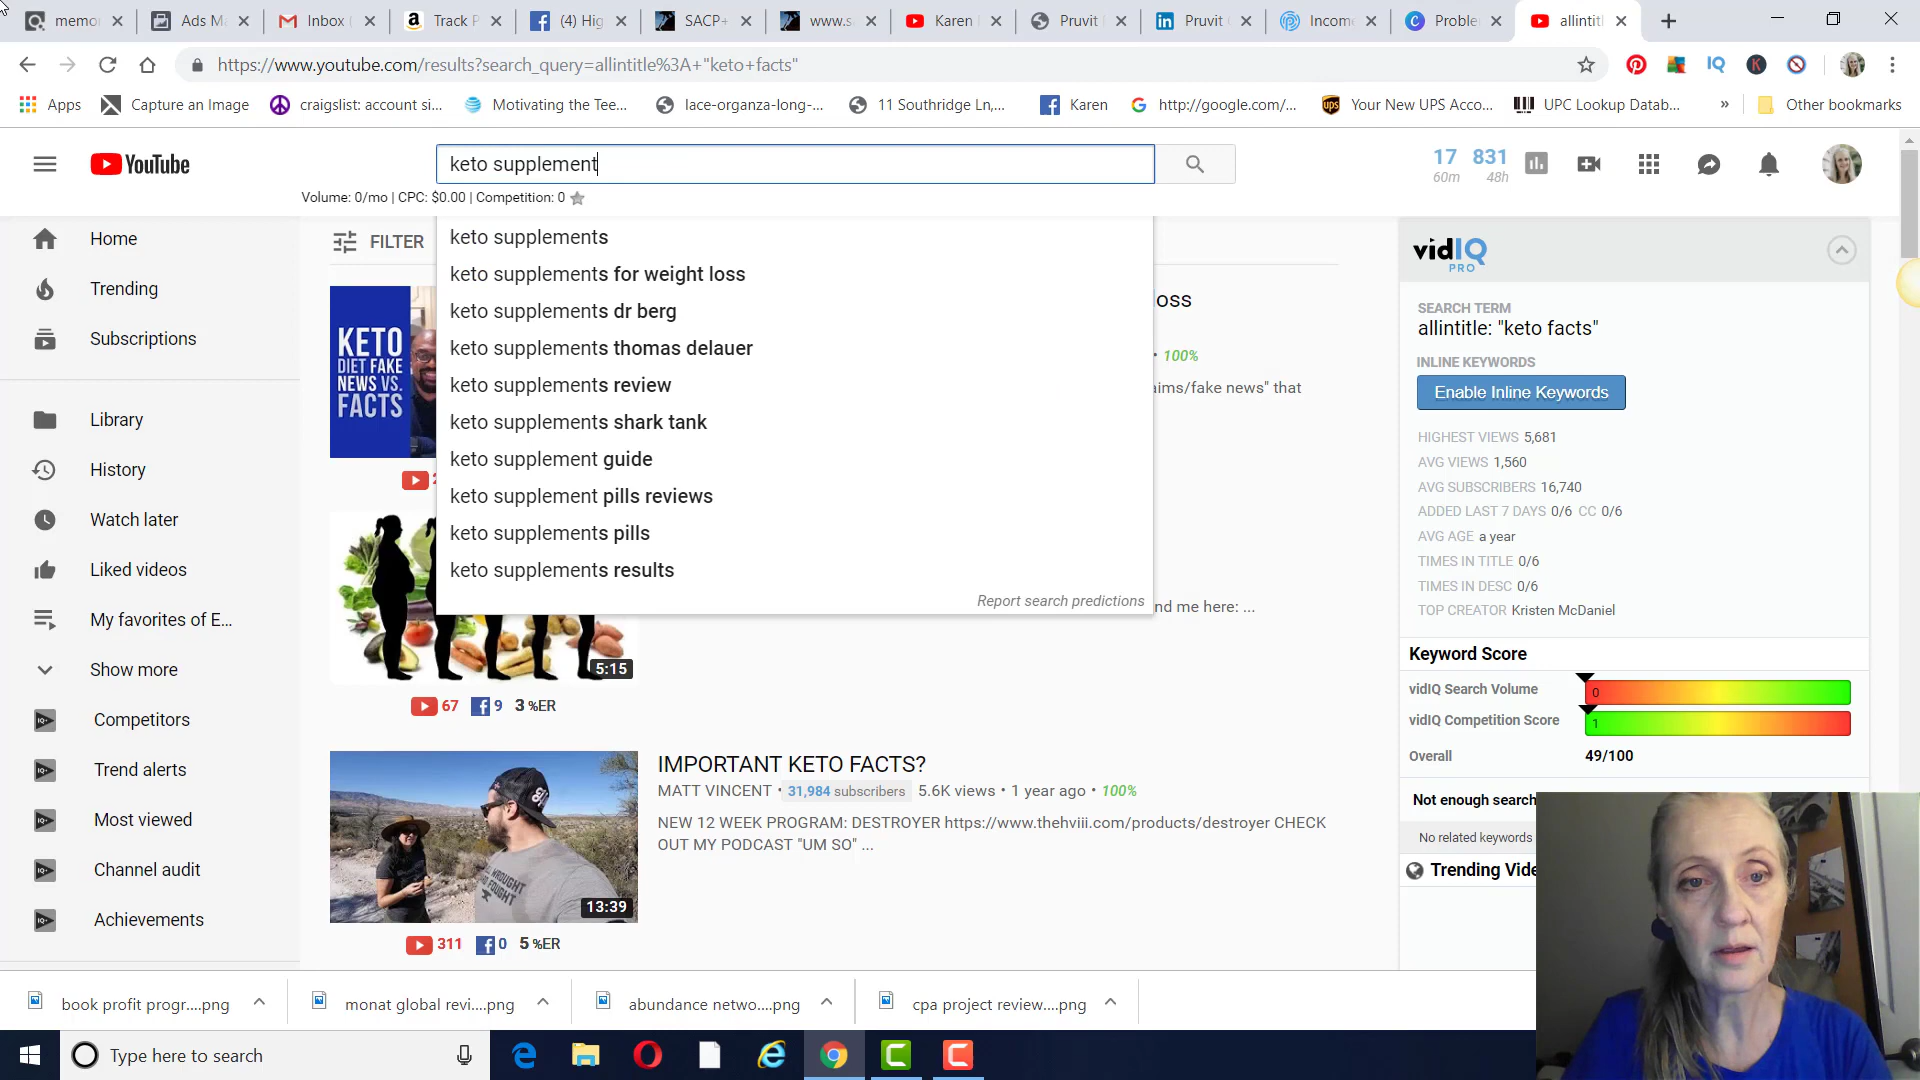 memor
Ads Ma
Inbox (
Track P
(4) Hig
SACP+
www.sa
Karen
Pruvit
Pruvit
Income
Proble
allintitl
https://www.youtube.com/results?search_query=allintitle%3A+"keto+facts"
Apps
Capture an Image
craigslist: account si...
Motivating the Tee...
lace-organza-long-...
11 Southridge Ln,...
Karen
http://google.com/...
Your New UPS Acco...
UPC Lookup Datab...
»
Other bookmarks
YouTube
keto supplement
17 831
60m 48h
Volume: 0/mo | CPC: $0.00 | Competition: 0
Home
Trending
Subscriptions
Library
History
Watch later
Liked videos
My favorites of E...
Show more
Competitors
Trend alerts
Most viewed
Channel audit
Achievements
FILTER
keto supplements
keto supplements for weight loss
keto supplements dr berg
keto supplements thomas delauer
keto supplements review
keto supplements shark tank
keto supplement guide
keto supplement pills reviews
keto supplements pills
keto supplements results
Report search predictions
KETO
DIET FAKE
NEWS VS.
FACTS
oss
• 100%
aims/fake news" that
nd me here: ...
5:15
67 9 3 %ER
IMPORTANT KETO FACTS?
MATT VINCENT • 31,984 subscribers 5.6K views • 1 year ago • 100%
NEW 12 WEEK PROGRAM: DESTROYER https://www.thehviii.com/products/destroyer CHECK
OUT MY PODCAST "UM SO" ...
13:39
311 0 5 %ER
vidIQ
PRO
SEARCH TERM
allintitle: "keto facts"
INLINE KEYWORDS
Enable Inline Keywords
HIGHEST VIEWS 5,681
AVG VIEWS 1,560
AVG SUBSCRIBERS 16,740
ADDED LAST 7 DAYS 0/6 CC 0/6
AVG AGE a year
TIMES IN TITLE 0/6
TIMES IN DESC 0/6
TOP CREATOR Kristen McDaniel
Keyword Score
vidIQ Search Volume 0
vidIQ Competition Score 1
Overall 49/100
Not enough search
No related keywords
Trending Vide
book profit progr....png
monat global revi....png
abundance netwo....png
cpa project review....png
Type here to search